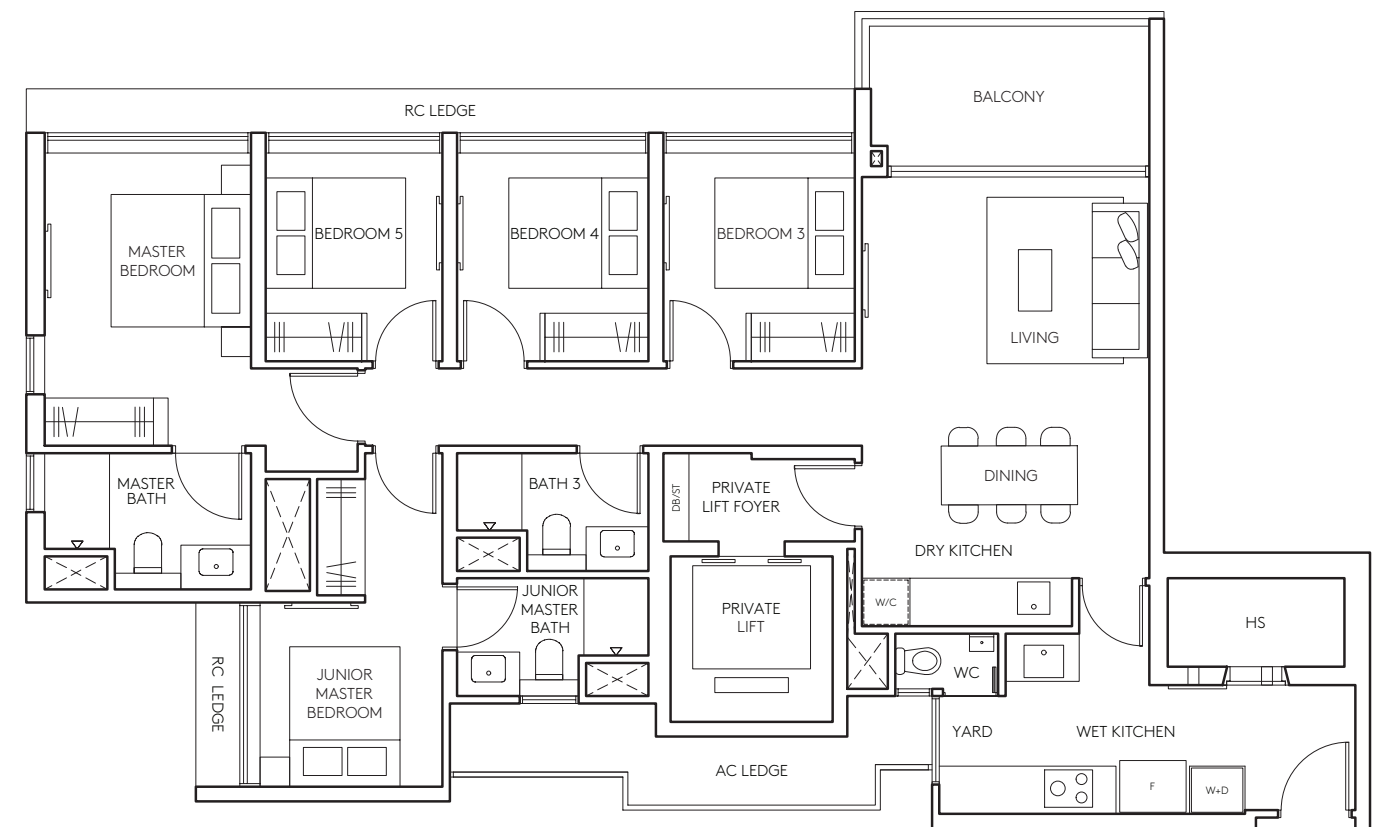 BALCONY
RC LEDGE
MASTER
BEDROOM
BEDROOM 5
BEDROOM 4
BEDROOM 3
LIVING
MASTER
BATH
BATH 3
DB/ST
PRIVATE
LIFT FOYER
DINING
DRY KITCHEN
W/C
JUNIOR
MASTER
BATH
PRIVATE
LIFT
HS
RC LEDGE
JUNIOR
MASTER
BEDROOM
WC
YARD
WET KITCHEN
AC LEDGE
F
W+D